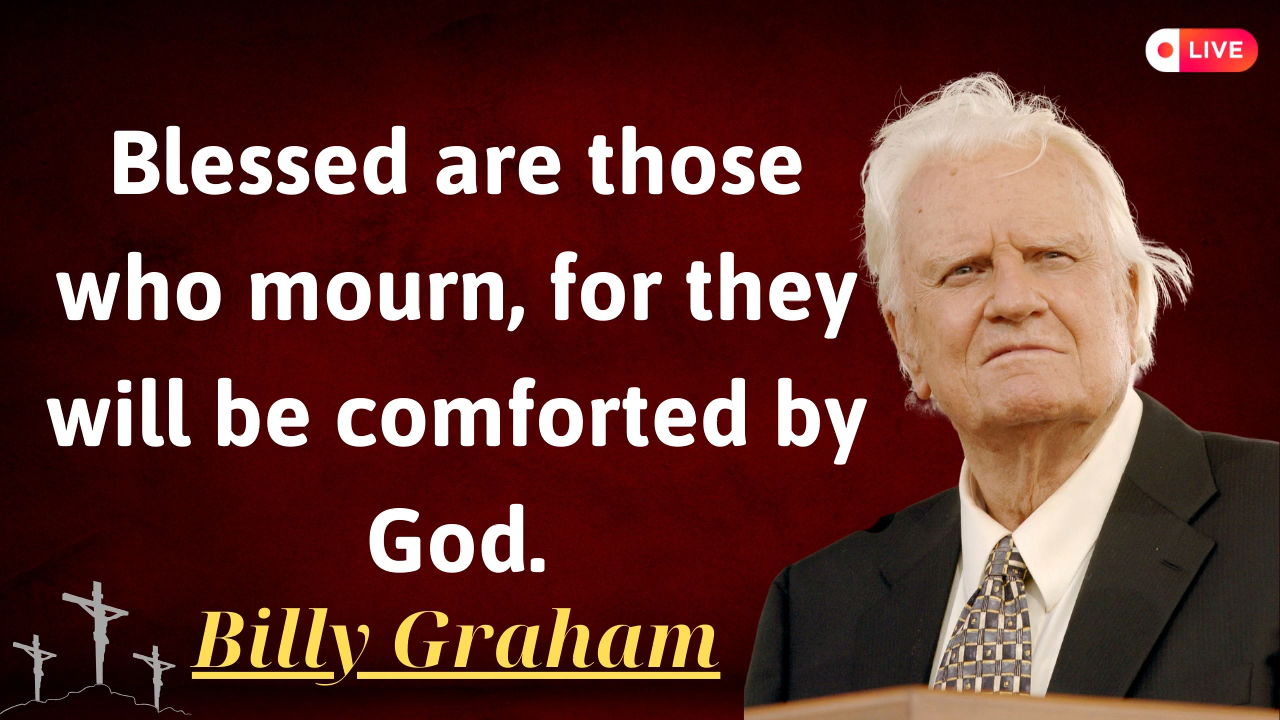 LIVE
Blessed are those
who mourn, for they
will be comforted by
God.
Billy Graham